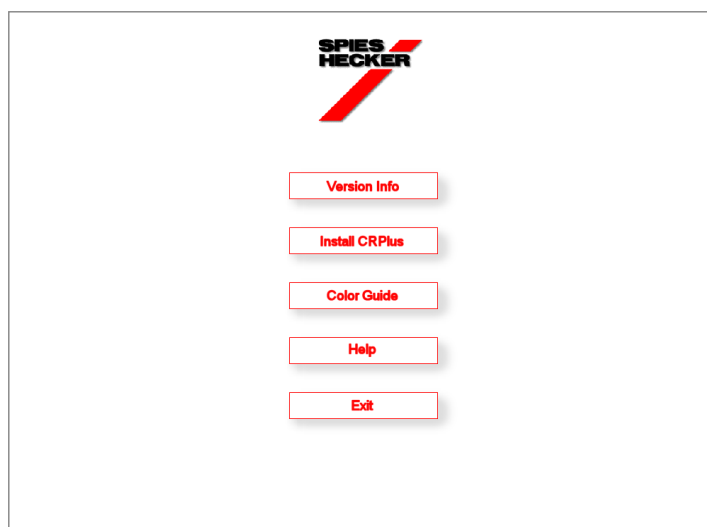 SPIES
HECKER
Version Info
Install CRPlus
Color Guide
Help
Exit